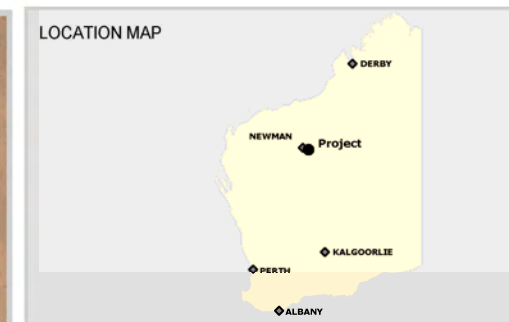 LOCATION MAP
DERBY
NEWMAN
Project
KALGOORLIE
PERTH
ALBANY